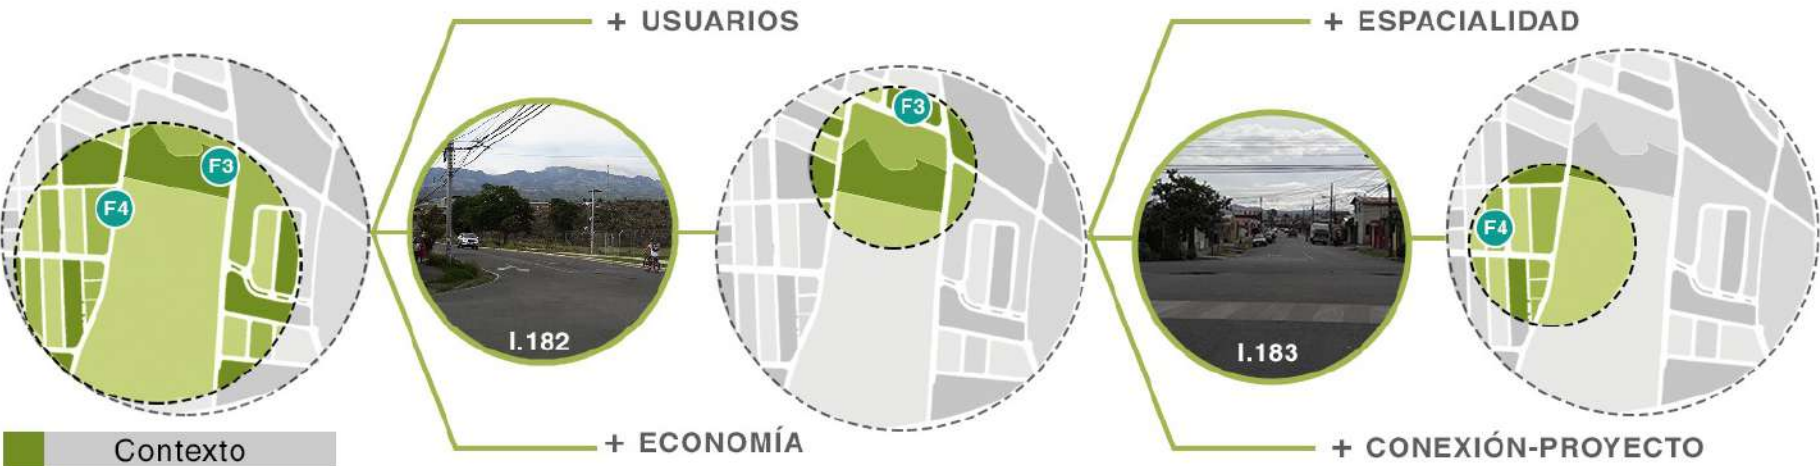 + USUARIOS
+ ESPACIALIDAD
F3
F4
I.182
F3
I.183
F4
+ ECONOMÍA
+ CONEXIÓN-PROYECTO
Contexto